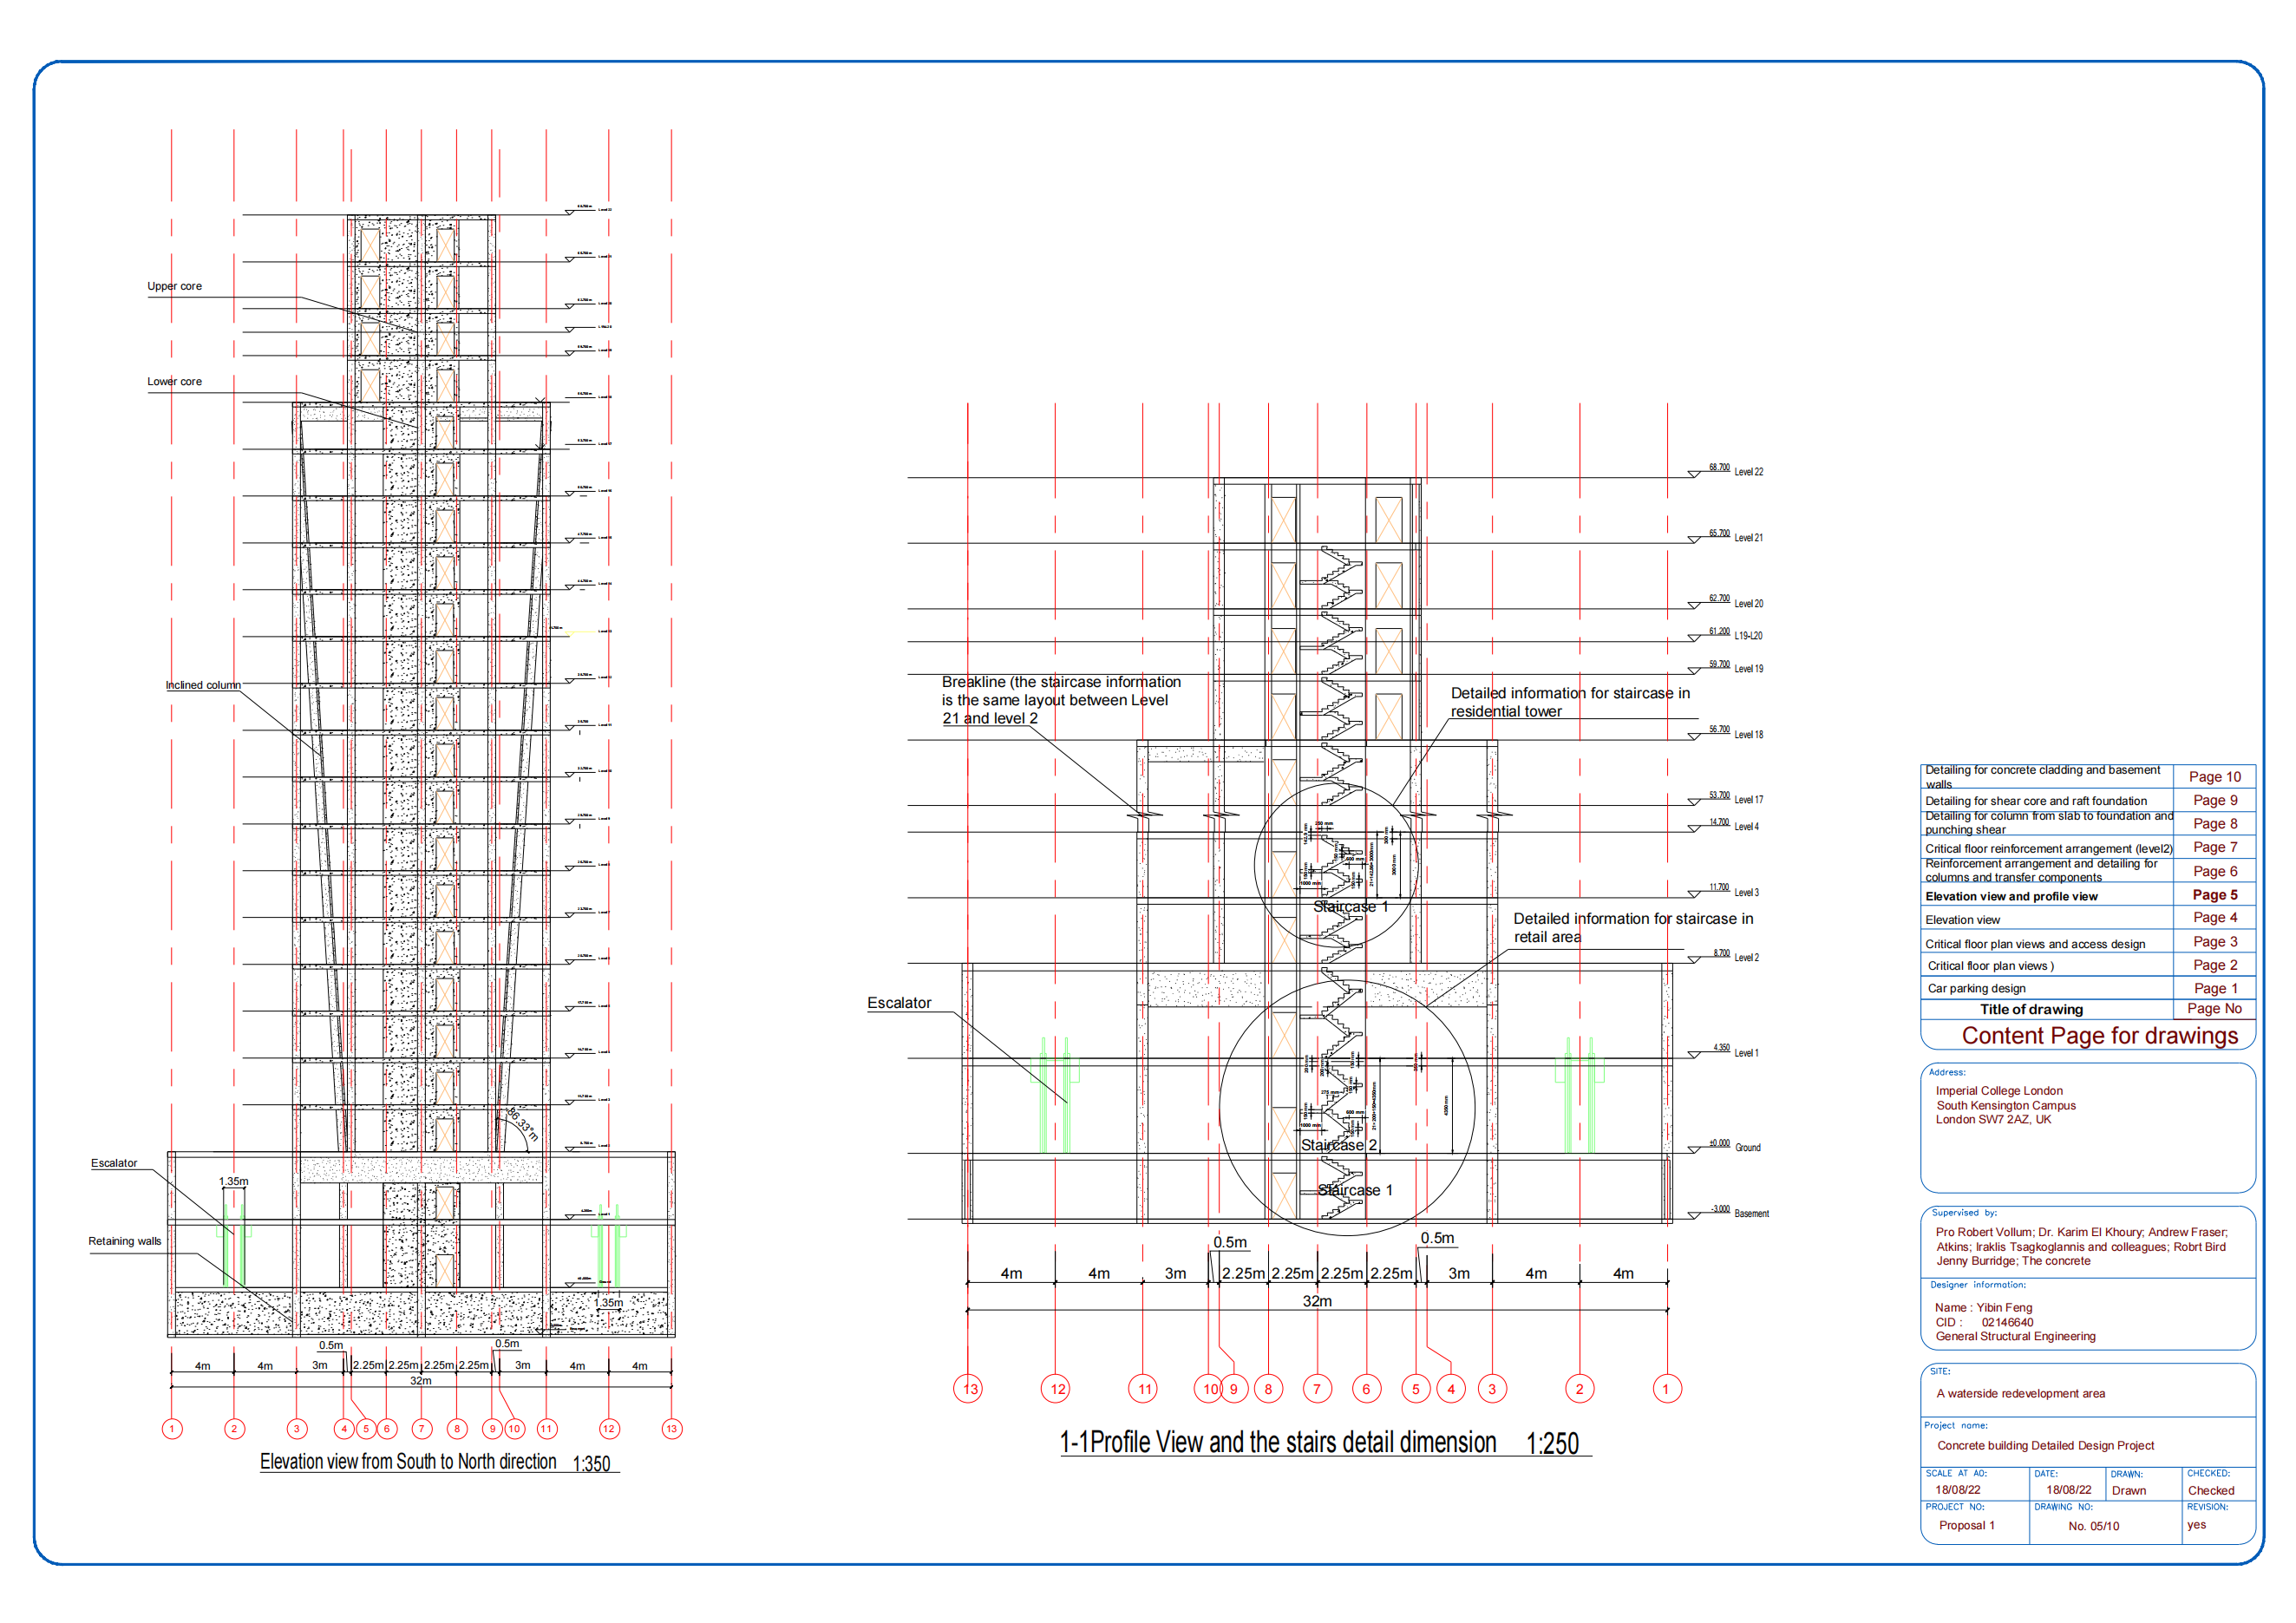 Upper core
Lower core
Inclined column
86.33° m
Escalator
1.35m
Retaining walls
1.35m
0.5m
0.5m
4m
4m
3m
2.25m
2.25m
2.25m
2.25m
3m
4m
4m
32m
1
2
3
4
5
6
7
8
9
10
11
12
13
Elevation view from South to North direction 1:350
68.700 Level 22
65.700 Level 21
62.700 Level 20
61.200 L19-L20
59.700 Level 19
56.700 Level 18
53.700 Level 17
14.700 Level 4
11.700 Level 3
8.700 Level 2
4.350 Level 1
±0.000 Ground
-3.000 Basement
Breakline (the staircase information
is the same layout between Level
21 and level 2
Detailed information for staircase in
residential tower
250 mm
600 mm
1000 mm
3000 mm
Staircase 1
Detailed information for staircase in
retail area
Escalator
275 mm
600 mm
1000 mm
Staircase 2
Staircase 1
0.5m
0.5m
4m
4m
3m
2.25m
2.25m
2.25m
2.25m
3m
4m
4m
32m
13
12
11
10
9
8
7
6
5
4
3
2
1
1-1Profile View and the stairs detail dimension 1:250
Detailing for concrete cladding and basement
walls
Page 10
Detailing for shear core and raft foundation Page 9
Detailing for column from slab to foundation and
punching shear
Page 8
Critical floor reinforcement arrangement (level2) Page 7
Reinforcement arrangement and detailing for
columns and transfer components
Page 6
Elevation view and profile view Page 5
Elevation view Page 4
Critical floor plan views and access design Page 3
Critical floor plan views ) Page 2
Car parking design Page 1
Title of drawing Page No
Content Page for drawings
Address:
Imperial College London
South Kensington Campus
London SW7 2AZ, UK
Supervised by:
Pro Robert Vollum; Dr. Karim El Khoury; Andrew Fraser;
Atkins; Iraklis Tsagkoglannis and colleagues; Robrt Bird
Jenny Burridge; The concrete
Designer information:
Name : Yibin Feng
CID : 02146640
General Structural Engineering
SITE:
A waterside redevelopment area
Project name:
Concrete building Detailed Design Project
SCALE AT AO: DATE: DRAWN: CHECKED:
18/08/22 18/08/22 Drawn Checked
PROJECT NO: DRAWING NO: REVISION:
Proposal 1 No. 05/10 yes